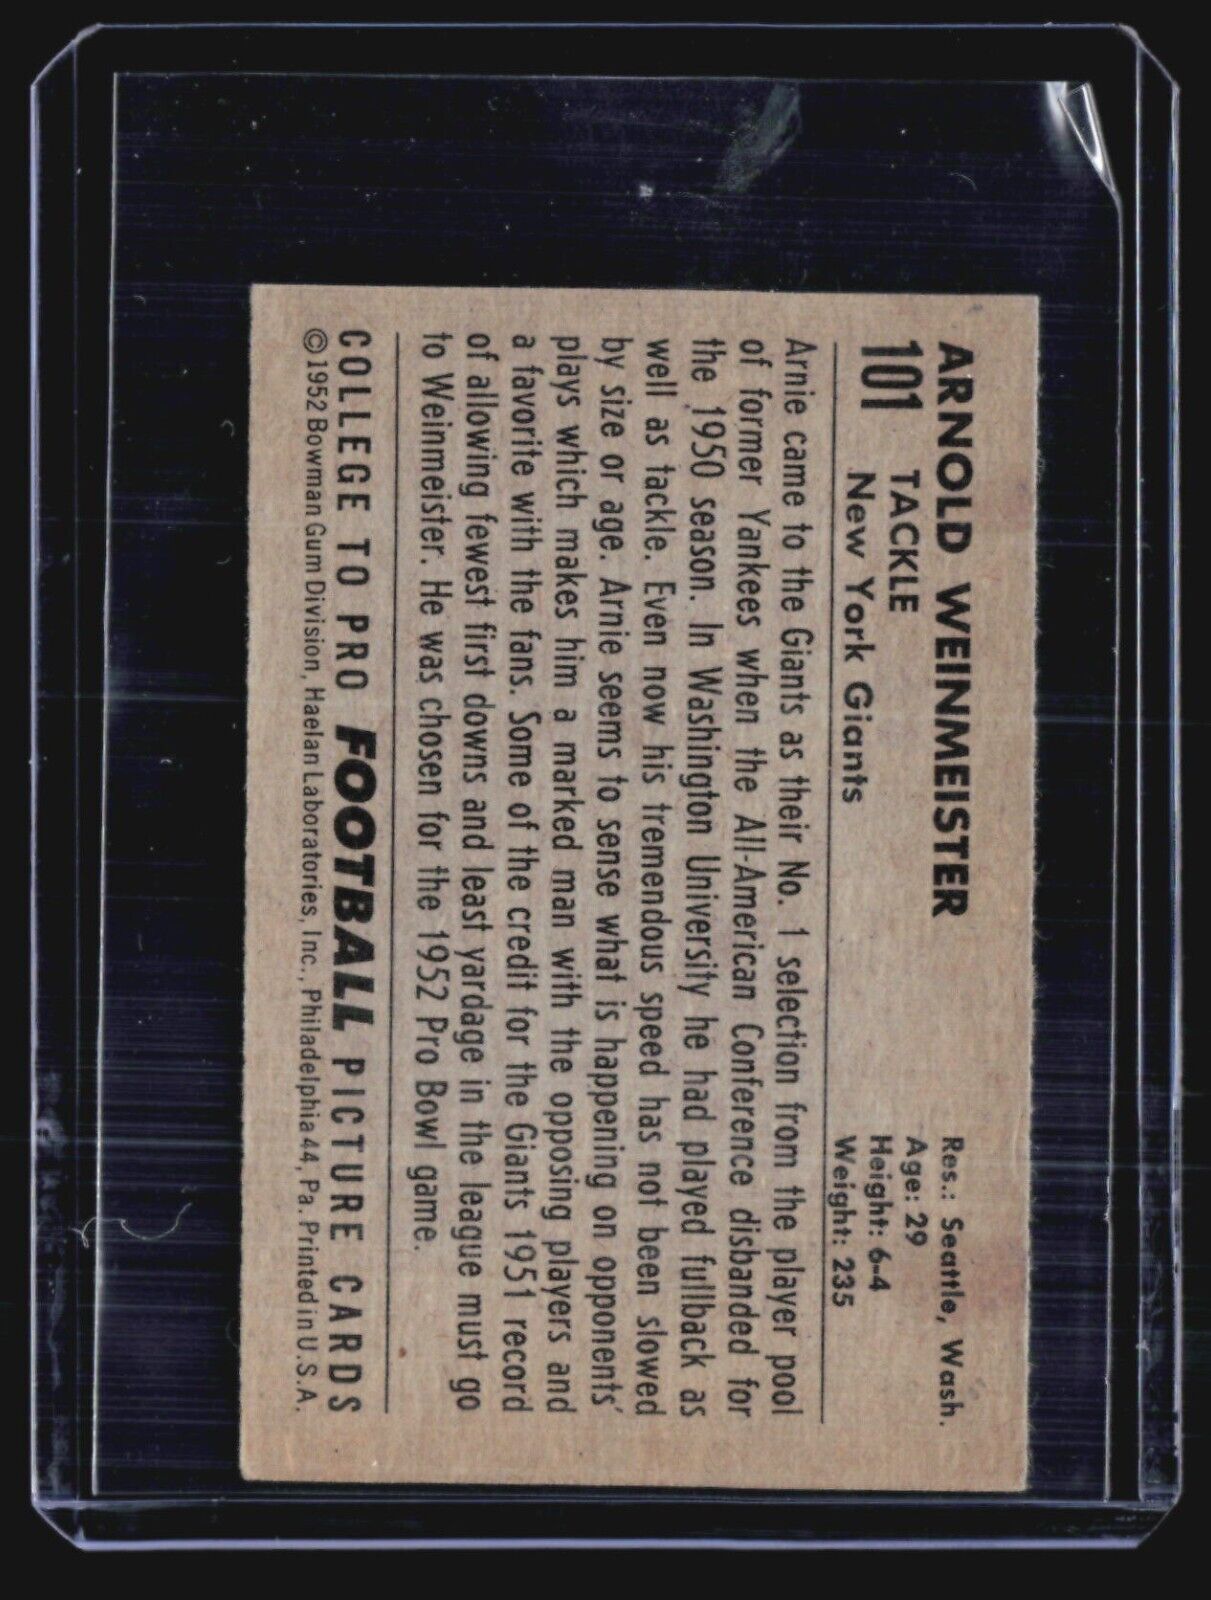 ARNOLD WEINMEISTER
101 TACKLE
New York Giants
Res.: Seattle, Wash.
Age: 29
Height: 6-4
Weight: 235
Arnie came to the Giants as their No. 1 selection from the player pool
of former Yankees when the All-American Conference disbanded for
the 1950 season. In Washington University he had played fullback as
well as tackle. Even now his tremendous speed has not been slowed
by size or age. Arnie seems to sense what is happening on opponents'
plays which makes him a marked man with the opposing players and
a favorite with the fans. Some of the credit for the Giants 1951 record
of allowing fewest first downs and least yardage in the league must go
to Weinmeister. He was chosen for the 1952 Pro Bowl game.
COLLEGE TO PRO FOOTBALL PICTURE CARDS
©1952 Bowman Gum Division, Haelan Laboratories, Inc., Philadelphia 44, Pa. Printed in U.S.A.